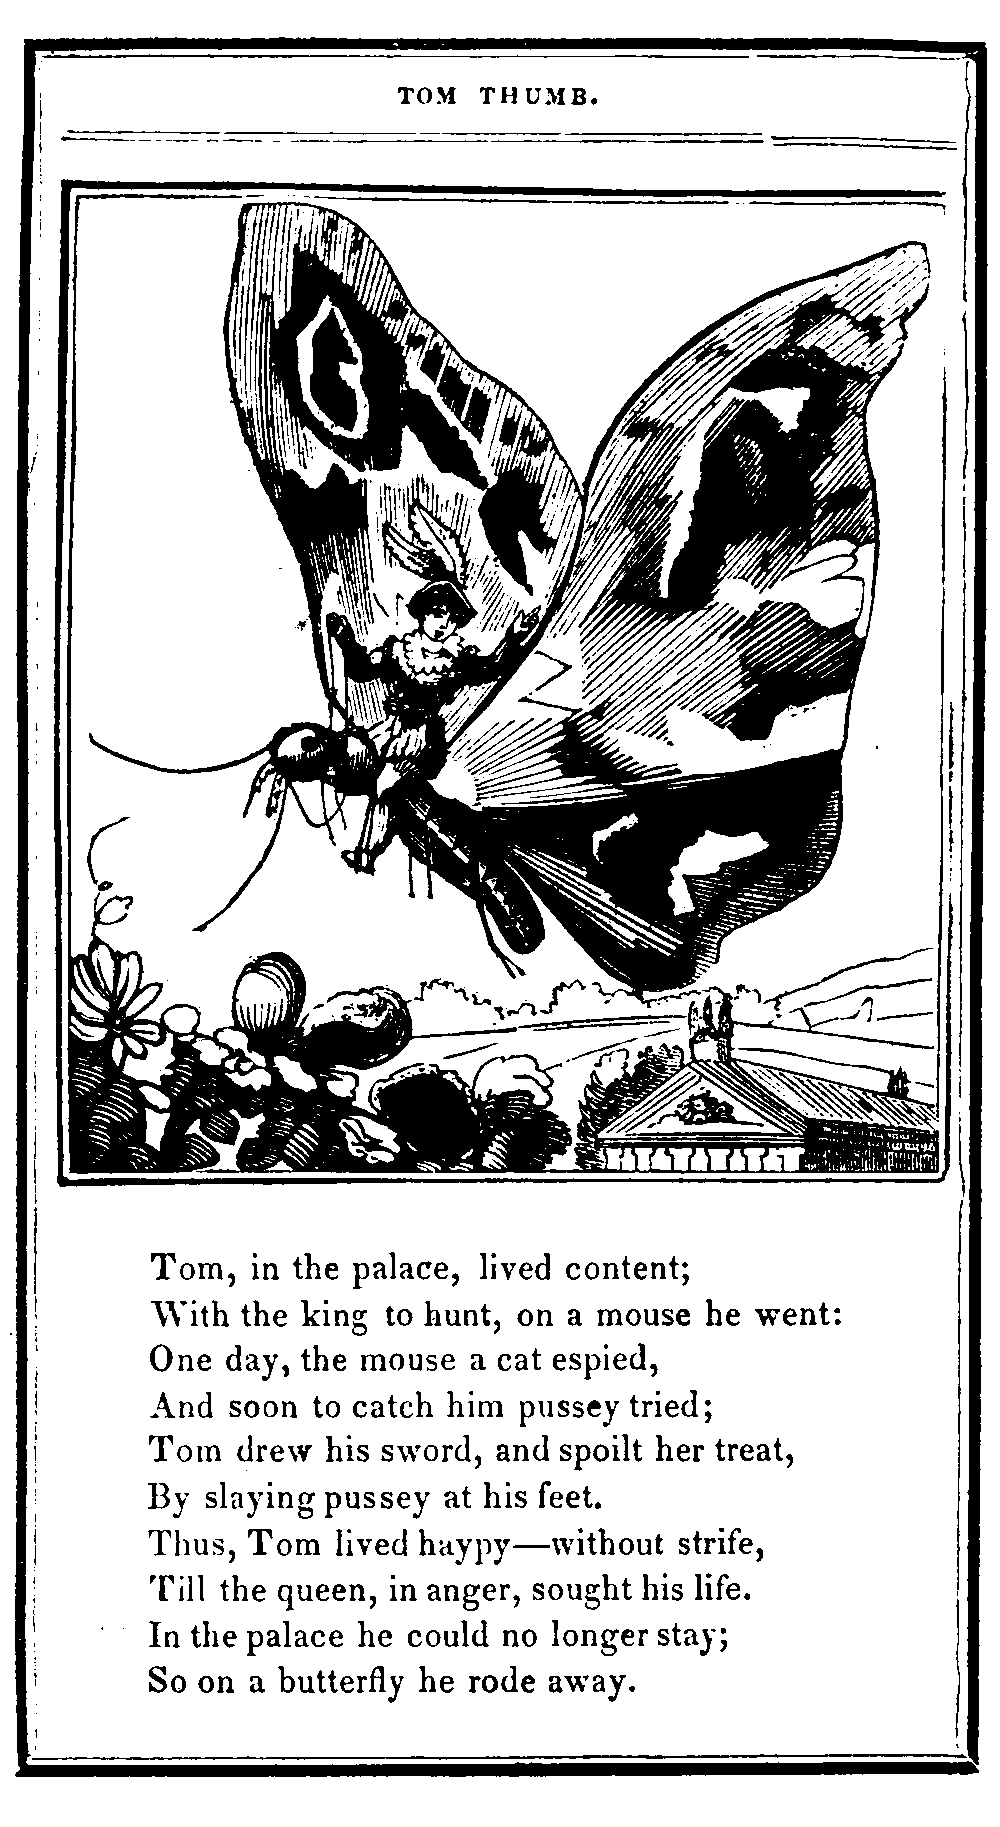 TOM THUMB.
Tom, in the palace, lived content;
With the king to hunt, on a mouse he went:
One day, the mouse a cat espied,
And soon to catch him pussey tried;
Tom drew his sword, and spoilt her treat,
By slaying pussey at his feet.
Thus, Tom lived haypy—without strife,
Till the queen, in anger, sought his life.
In the palace he could no longer stay;
So on a butterfly he rode away.